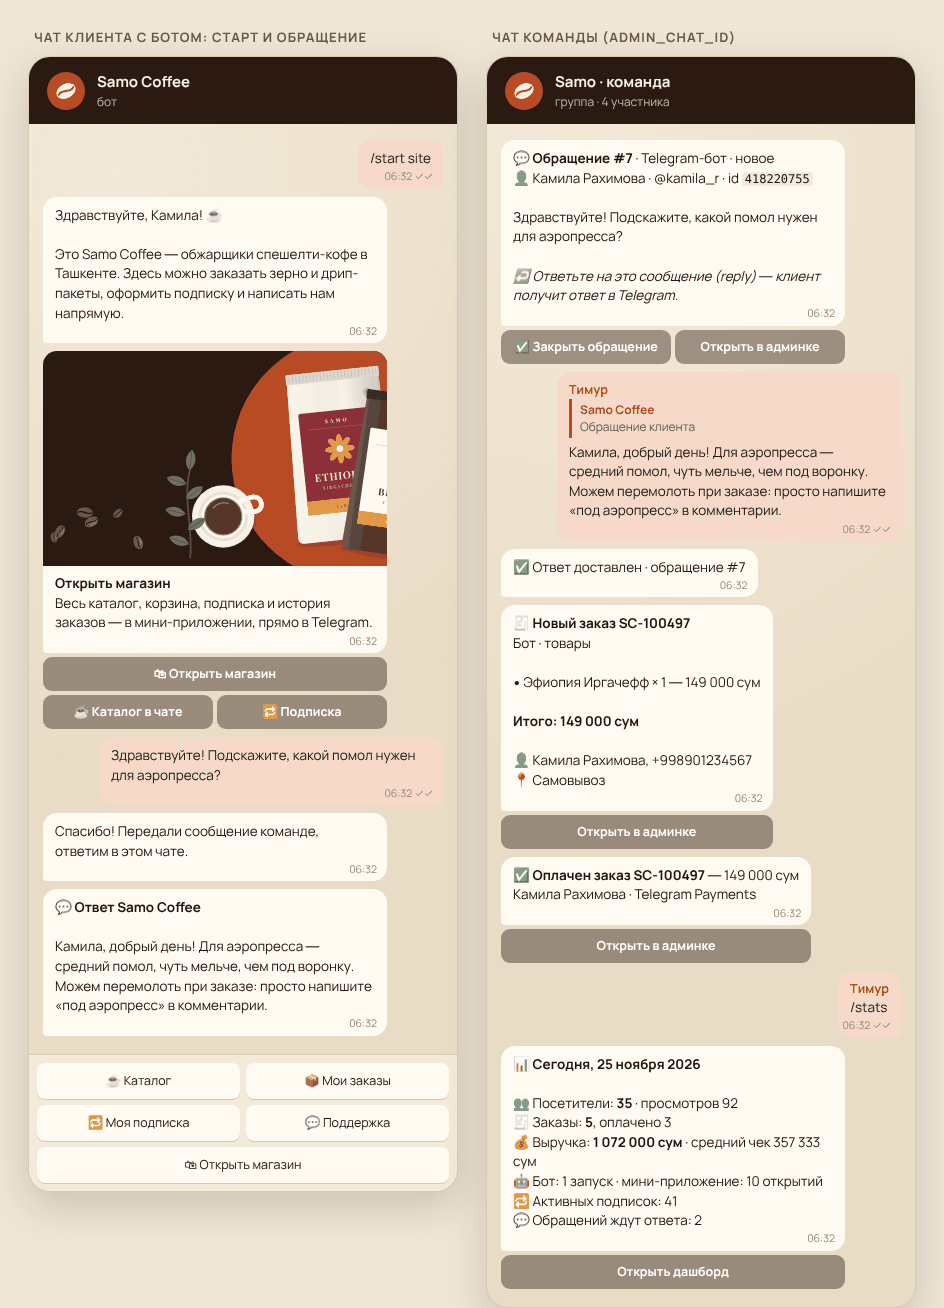 ЧАТ КЛИЕНТА С БОТОМ: СТАРТ И ОБРАЩЕНИЕ
Samo Coffee
бот
/start site
06:32 ✓✓
Здравствуйте, Камила! ☕
Это Samo Coffee — обжарщики спешелти-кофе в
Ташкенте. Здесь можно заказать зерно и дрип-
пакеты, оформить подписку и написать нам
напрямую.
06:32
SAMO
YIRGACHE
Открыть магазин
Весь каталог, корзина, подписка и история
заказов — в мини-приложении, прямо в Telegram.
06:32
🛍 Открыть магазин
☕ Каталог в чате
🔁 Подписка
Здравствуйте! Подскажите, какой помол нужен
для аэропресса?
06:32 ✓✓
Спасибо! Передали сообщение команде,
ответим в этом чате.
06:32
💬 Ответ Samo Coffee
Камила, добрый день! Для аэропресса —
средний помол, чуть мельче, чем под воронку.
Можем перемолоть при заказе: просто напишите
«под аэропресс» в комментарии.
06:32
☕ Каталог
📦 Мои заказы
🔁 Моя подписка
💬 Поддержка
🛍 Открыть магазин
ЧАТ КОМАНДЫ (ADMIN_CHAT_ID)
Samo · команда
группа · 4 участника
💬 Обращение #7 · Telegram-бот · новое
👤 Камила Рахимова · @kamila_r · id 418220755
Здравствуйте! Подскажите, какой помол нужен
для аэропресса?
↩️ Ответьте на это сообщение (reply) — клиент
получит ответ в Telegram.
06:32
✅ Закрыть обращение
Открыть в админке
Тимур
Samo Coffee
Обращение клиента
Камила, добрый день! Для аэропресса —
средний помол, чуть мельче, чем под воронку.
Можем перемолоть при заказе: просто напишите
«под аэропресс» в комментарии.
06:32 ✓✓
✅ Ответ доставлен · обращение #7
06:32
🧾 Новый заказ SC-100497
Бот · товары
• Эфиопия Иргачефф × 1 — 149 000 сум
Итого: 149 000 сум
👤 Камила Рахимова, +998901234567
📍 Самовывоз
06:32
Открыть в админке
✅ Оплачен заказ SC-100497 — 149 000 сум
Камила Рахимова · Telegram Payments
06:32
Открыть в админке
Тимур
/stats
06:32 ✓✓
📊 Сегодня, 25 ноября 2026
👥 Посетители: 35 · просмотров 92
🧾 Заказы: 5, оплачено 3
💰 Выручка: 1 072 000 сум · средний чек 357 333
сум
🤖 Бот: 1 запуск · мини-приложение: 10 открытий
🔁 Активных подписок: 41
💬 Обращений ждут ответа: 2
06:32
Открыть дашборд